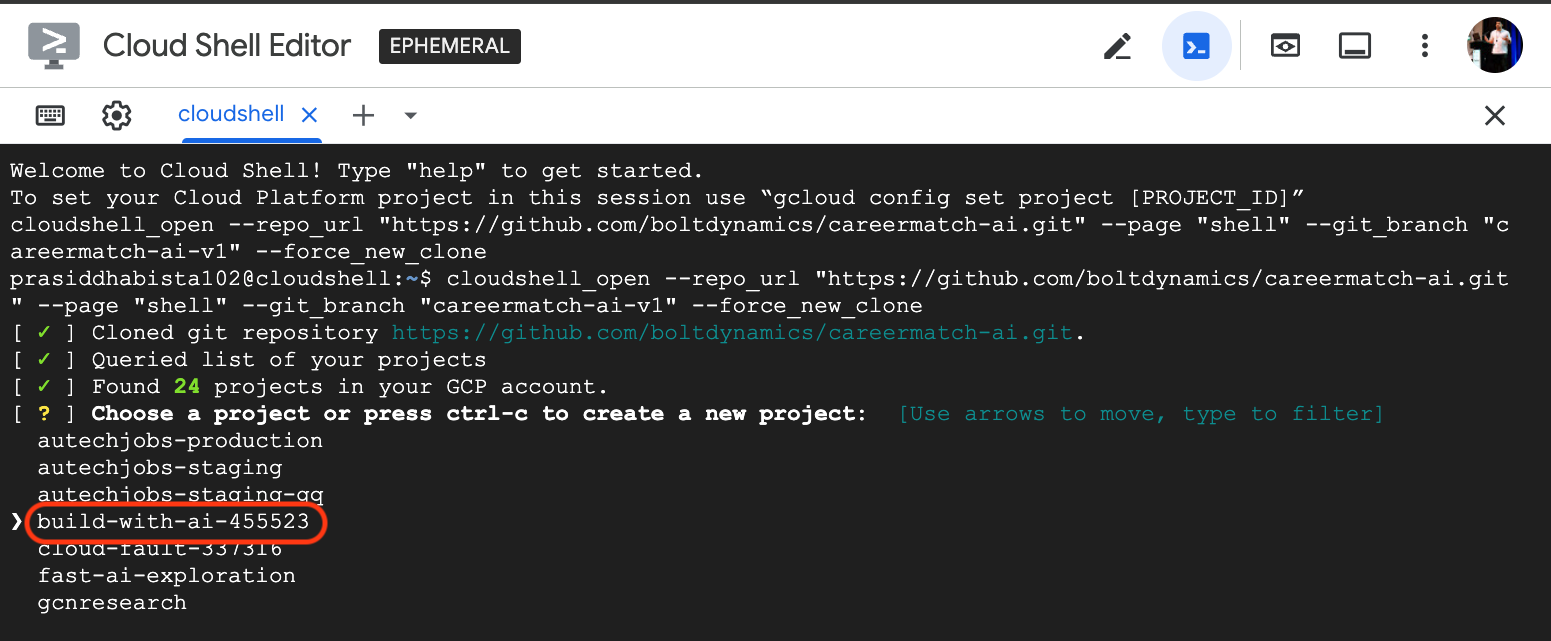 Cloud Shell Editor EPHEMERAL
cloudshell
Welcome to Cloud Shell! Type "help" to get started.
To set your Cloud Platform project in this session use “gcloud config set project [PROJECT_ID]”
cloudshell_open --repo_url "https://github.com/boltdynamics/careermatch-ai.git" --page "shell" --git_branch "c
areermatch-ai-v1" --force_new_clone
prasiddhabista102@cloudshell:~$ cloudshell_open --repo_url "https://github.com/boltdynamics/careermatch-ai.git
" --page "shell" --git_branch "careermatch-ai-v1" --force_new_clone
[ ✓ ] Cloned git repository https://github.com/boltdynamics/careermatch-ai.git.
[ ✓ ] Queried list of your projects
[ ✓ ] Found 24 projects in your GCP account.
[ ? ] Choose a project or press ctrl-c to create a new project:  [Use arrows to move, type to filter]
autechjobs-production
autechjobs-staging
autechjobs-staging-gq
❯ build-with-ai-455523
cloud-fault-337316
fast-ai-exploration
gcnresearch